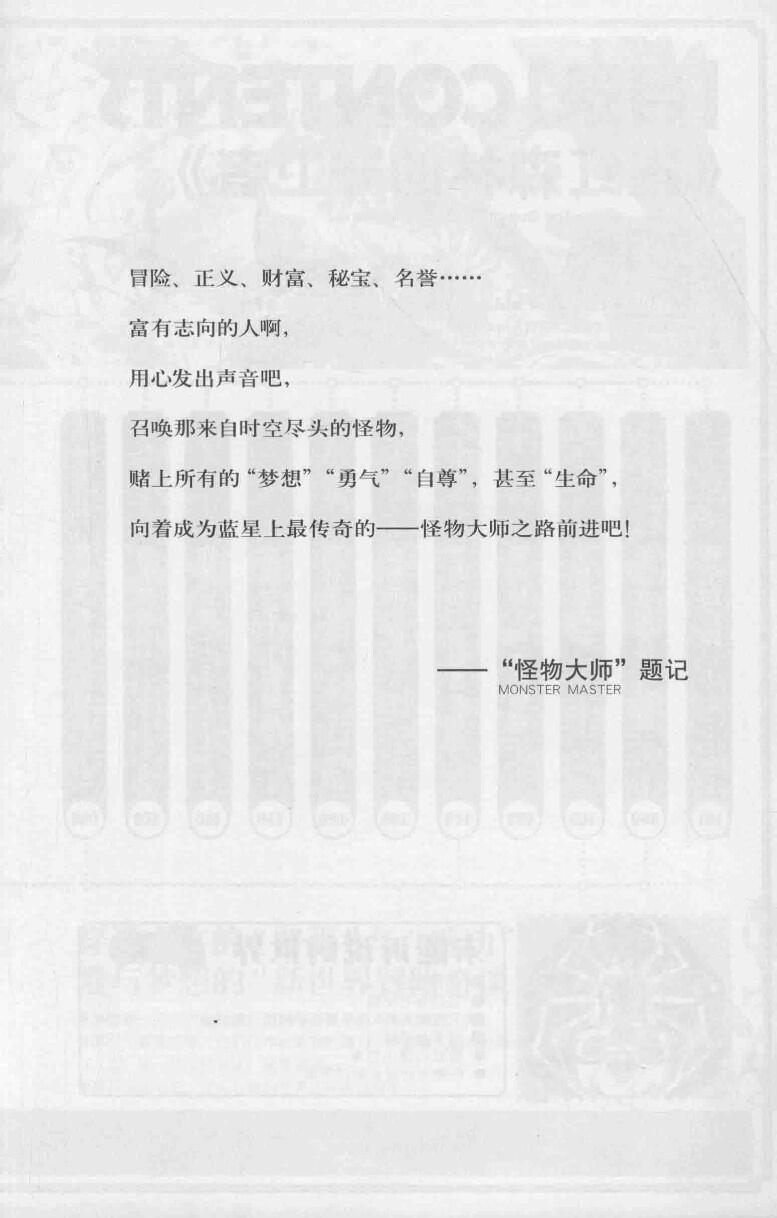 冒险、正义、财富、秘宝、名誉……
富有志向的人啊，
用心发出声音吧，
召唤那来自时空尽头的怪物，
赌上所有的“梦想”“勇气”“自尊”，甚至“生命”，
向着成为蓝星上最传奇的——怪物大师之路前进吧！
——“怪物大师”题记
MONSTER MASTER